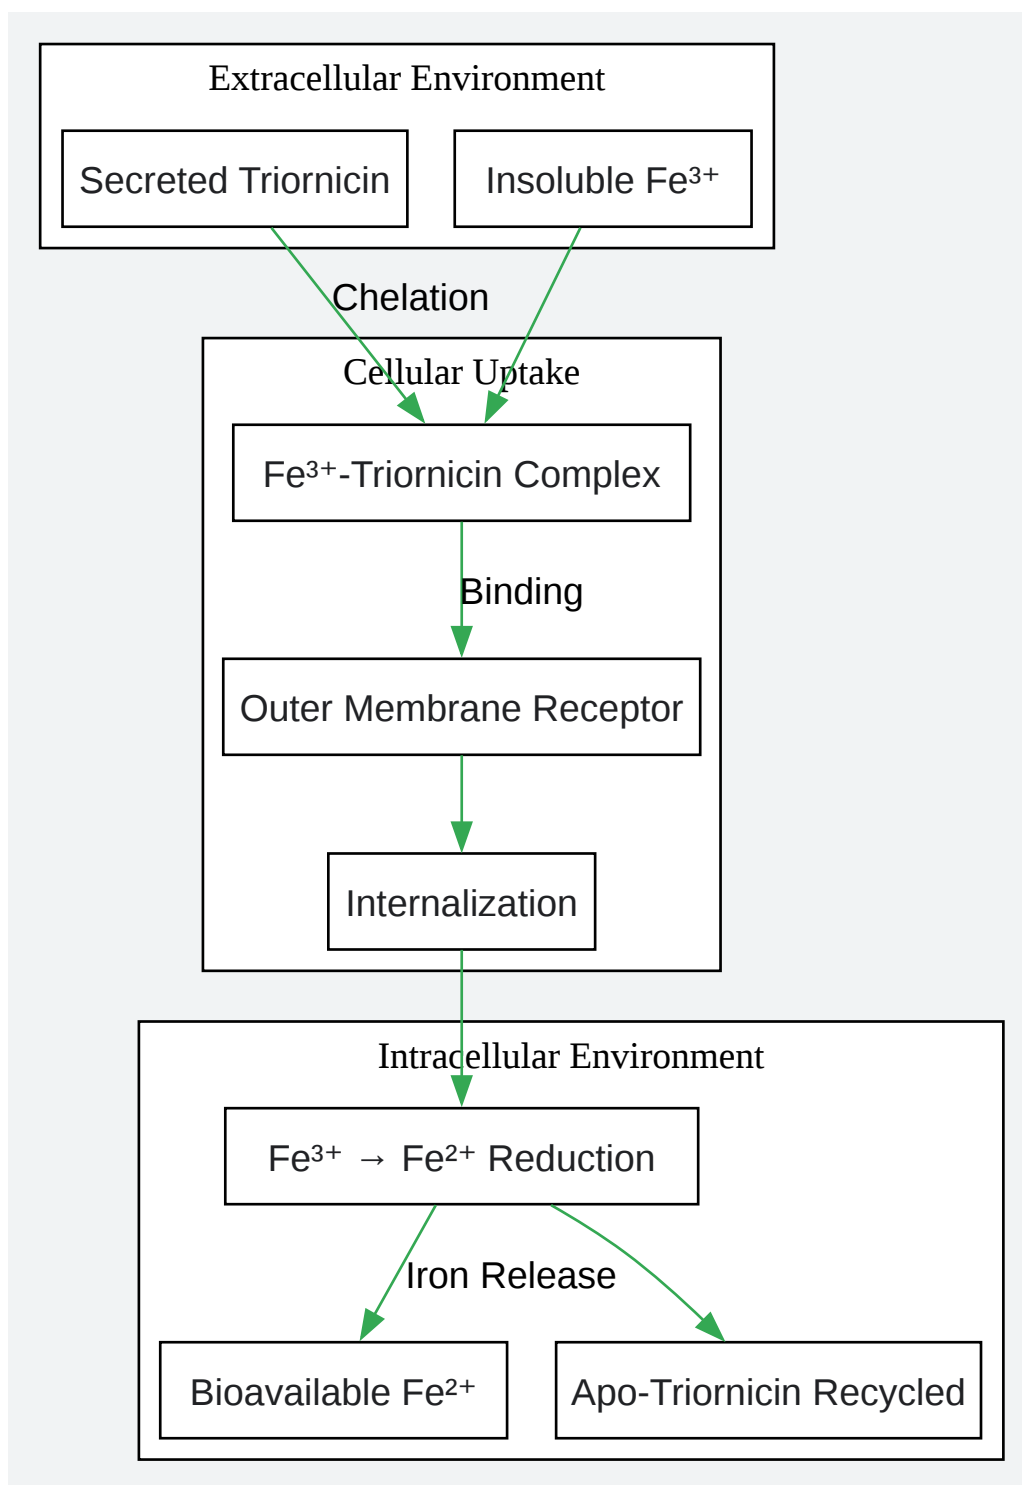 Extracellular Environment
Secreted Triornicin
Insoluble Fe³⁺
Chelation
Cellular Uptake
Fe³⁺-Triornicin Complex
Binding
Outer Membrane Receptor
Internalization
Intracellular Environment
Fe³⁺ → Fe²⁺ Reduction
Iron Release
Bioavailable Fe²⁺
Apo-Triornicin Recycled